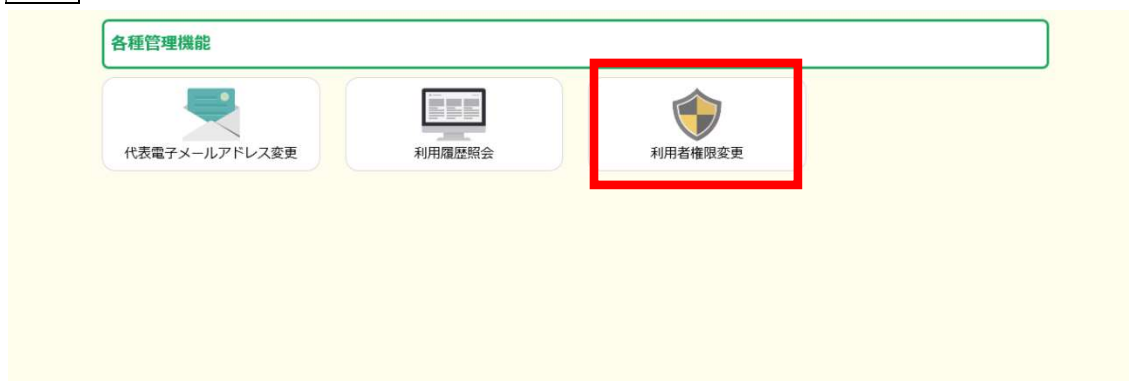 各種管理機能
代表電子メールアドレス変更
利用履歴照会
利用者権限変更